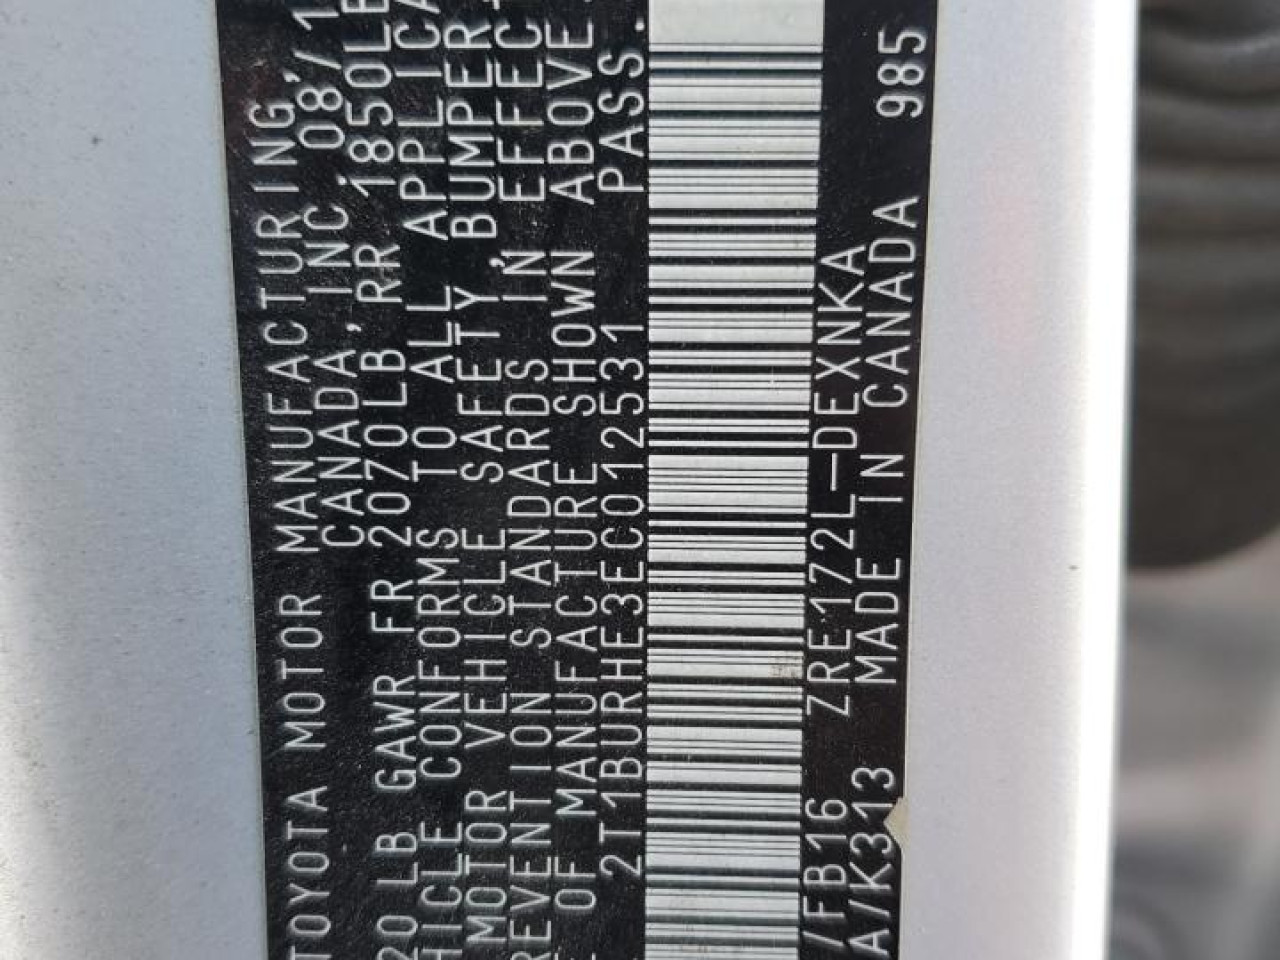 TOYOTA MOTOR MANUFACTURING,
CANADA, INC. 08/1
20 LB GAWR FR 2070LB, RR 1850LB
HICLE CONFORMS TO ALL APPLICA
MOTOR VEHICLE SAFETY, BUMPER,
REVENTION STANDARDS IN EFFECT
OF MANUFACTURE SHOWN ABOVE.
2T1BURHE3EC012531 PASS.
/FB16 ZRE172L-DEXNKA
A/K313 MADE IN CANADA 985